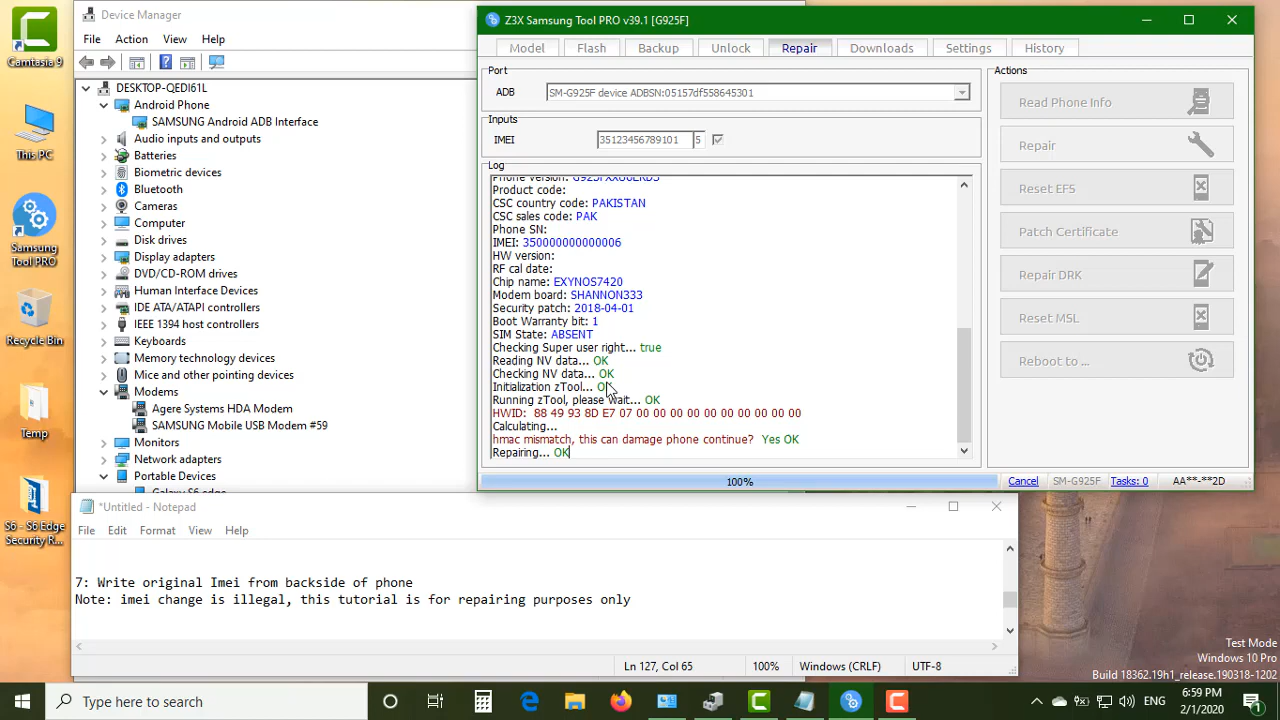 Camtasia 9
This PC
Samsung
Tool PRO
Recycle Bin
Temp
S6 - S6 Edge
Security R...
Device Manager
File Action View Help
DESKTOP-QEDI61L
Android Phone
SAMSUNG Android ADB Interface
Audio inputs and outputs
Batteries
Biometric devices
Bluetooth
Cameras
Computer
Disk drives
Display adapters
DVD/CD-ROM drives
Human Interface Devices
IDE ATA/ATAPI controllers
IEEE 1394 host controllers
Keyboards
Memory technology devices
Mice and other pointing devices
Modems
Agere Systems HDA Modem
SAMSUNG Mobile USB Modem #59
Monitors
Network adapters
Portable Devices
Galaxy S6 edge
Z3X Samsung Tool PRO v39.1 [G925F]
Model Flash Backup Unlock Repair Downloads Settings History
Port
ADB SM-G925F device ADBSN:05157df558645301
Inputs
IMEI 35123456789101 5
Log
Phone version: G925FXXU6ERD5
Product code:
CSC country code: PAKISTAN
CSC sales code: PAK
Phone SN:
IMEI: 350000000000006
HW version:
RF cal date:
Chip name: EXYNOS7420
Modem board: SHANNON333
Security patch: 2018-04-01
Boot Warranty bit: 1
SIM State: ABSENT
Checking Super user right... true
Reading NV data... OK
Checking NV data... OK
Initialization zTool... OK
Running zTool, please wait... OK
HWID: 88 49 93 8D E7 07 00 00 00 00 00 00 00 00 00 00
Calculating...
hmac mismatch, this can damage phone continue? Yes OK
Repairing... OK
Actions
Read Phone Info
Repair
Reset EFS
Patch Certificate
Repair DRK
Reset MSL
Reboot to ...
100% Cancel SM-G925F Tasks: 0 AA**-**2D
*Untitled - Notepad
File Edit Format View Help
7: Write original Imei from backside of phone
Note: imei change is illegal, this tutorial is for repairing purposes only
Ln 127, Col 65 100% Windows (CRLF) UTF-8
Test Mode
Windows 10 Pro
Build 18362.19h1_release.190318-1202
Type here to search
ENG
6:59 PM
2/1/2020
1